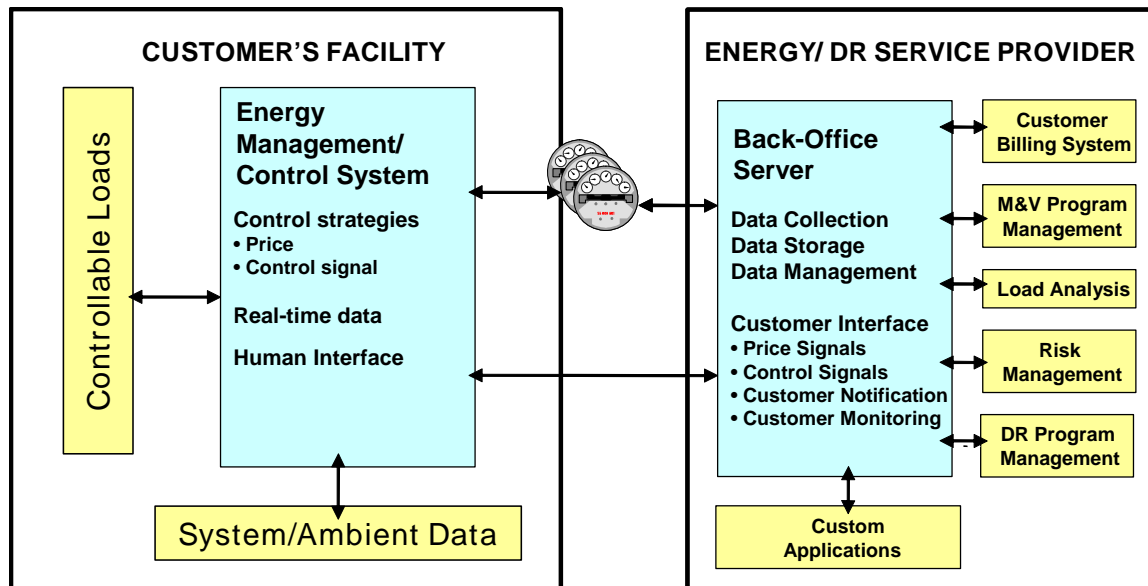 CUSTOMER’S FACILITY
Controllable Loads
Energy
Management/
Control System
Control strategies
• Price
• Control signal
Real-time data
Human Interface
System/Ambient Data
ENERGY/ DR SERVICE PROVIDER
Back-Office
Server
Data Collection
Data Storage
Data Management
Customer Interface
• Price Signals
• Control Signals
• Customer Notification
• Customer Monitoring
Customer
Billing System
M&V Program
Management
Load Analysis
Risk
Management
DR Program
Management
Custom
Applications